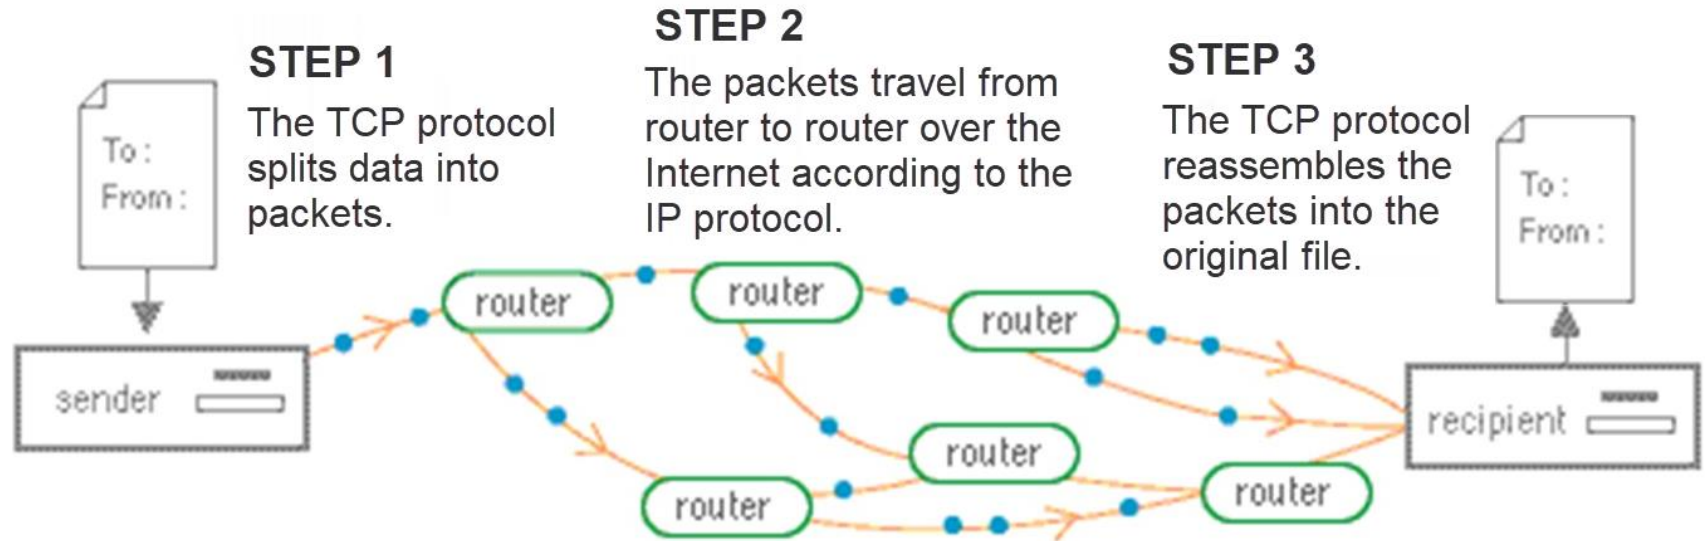 STEP 1
The TCP protocol
splits data into
packets.
STEP 2
The packets travel from
router to router over the
Internet according to the
IP protocol.
STEP 3
The TCP protocol
reassembles the
packets into the
original file.
To :
From :
To :
From :
sender
router
router
router
router
router
router
recipient